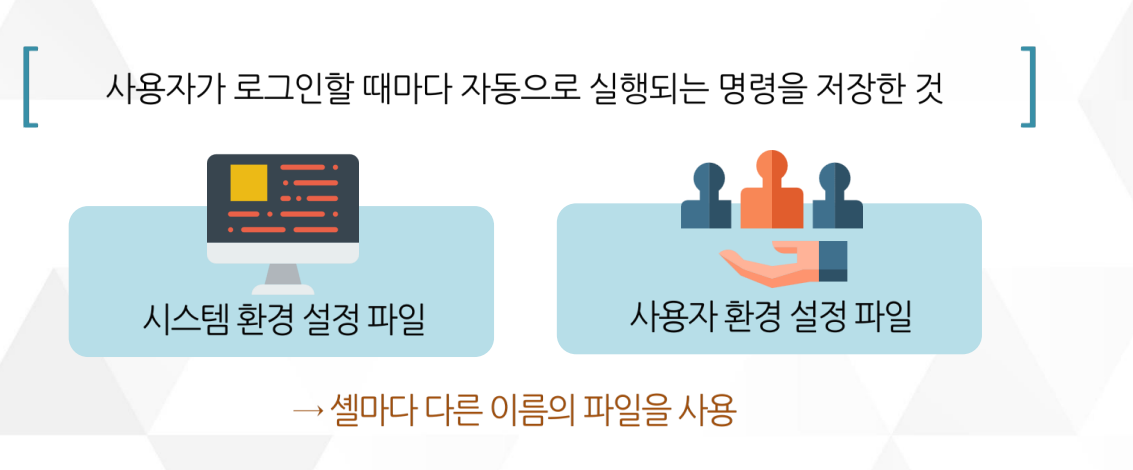 [ 사용자가 로그인할 때마다 자동으로 실행되는 명령을 저장한 것 ]
시스템 환경 설정 파일
사용자 환경 설정 파일
→ 셸마다 다른 이름의 파일을 사용